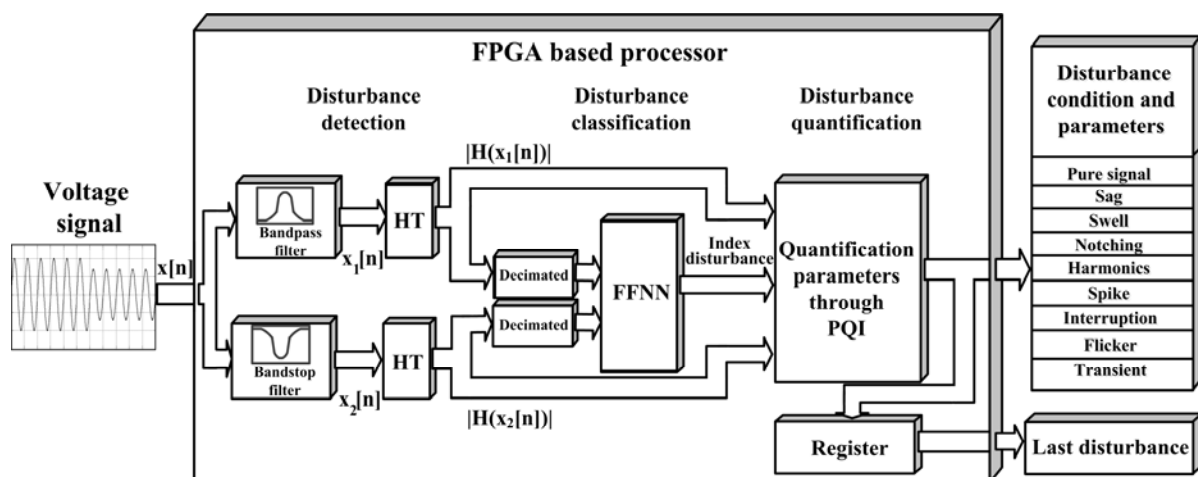 FPGA based processor
Disturbance
detection
Disturbance
classification
Disturbance
quantification
Disturbance
condition and
parameters
Pure signal
Sag
Swell
Notching
Harmonics
Spike
Interruption
Flicker
Transient
Voltage
signal
x[n]
Bandpass
filter
x₁[n]
HT
|H(x₁[n])|
Decimated
Decimated
FFNN
Index
disturbance
Quantification
parameters
through
PQI
Bandstop
filter
x₂[n]
HT
|H(x₂[n])|
Register
Last disturbance